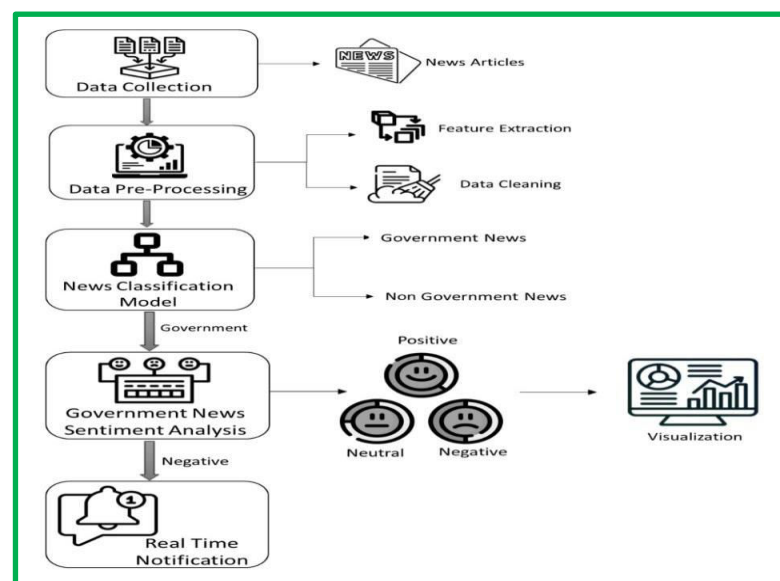 NEWS
News Articles
Data Collection
Feature Extraction
Data Pre-Processing
Data Cleaning
Government News
News Classification
Model
Non Government News
Government
Positive
Government News
Sentiment Analysis
Neutral
Negative
Visualization
Negative
1
Real Time
Notification